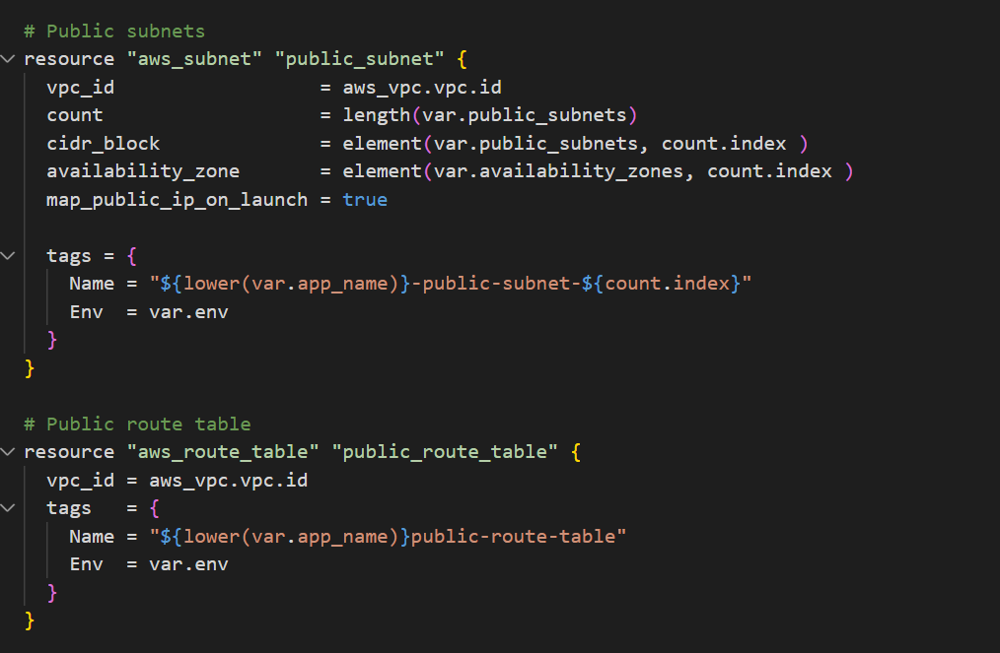 # Public subnets
resource "aws_subnet" "public_subnet" {
  vpc_id                  = aws_vpc.vpc.id
  count                   = length(var.public_subnets)
  cidr_block              = element(var.public_subnets, count.index )
  availability_zone       = element(var.availability_zones, count.index )
  map_public_ip_on_launch = true

  tags = {
    Name = "${lower(var.app_name)}-public-subnet-${count.index}"
    Env  = var.env
  }
}

# Public route table
resource "aws_route_table" "public_route_table" {
  vpc_id = aws_vpc.vpc.id
  tags   = {
    Name = "${lower(var.app_name)}public-route-table"
    Env  = var.env
  }
}